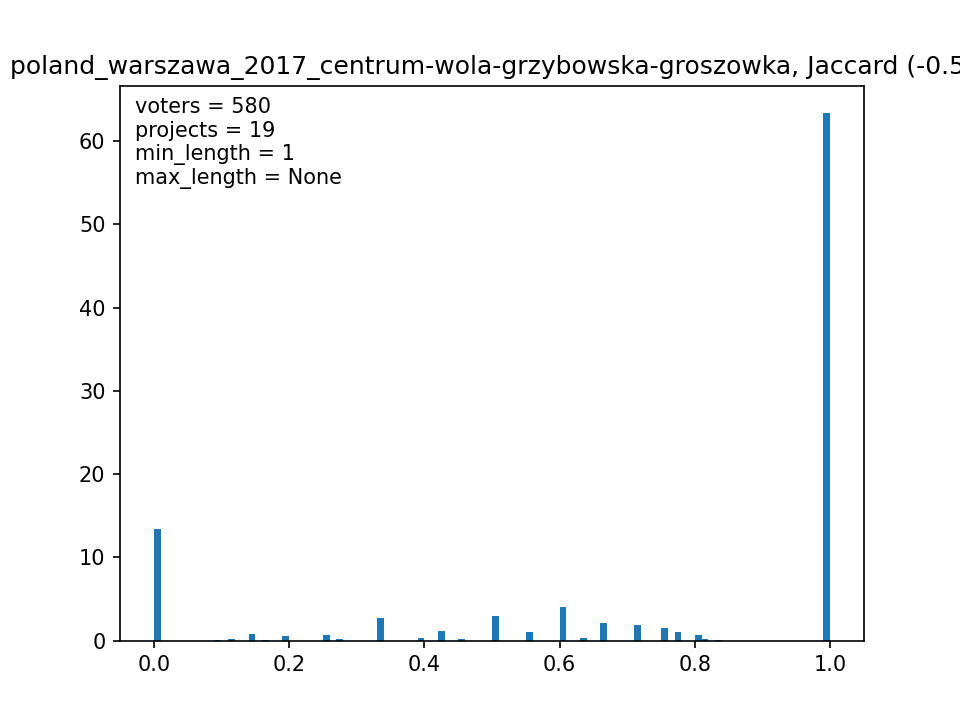 poland_warszawa_2017_centrum-wola-grzybowska-groszowka, Jaccard (-0.5
voters = 580
projects = 19
min_length = 1
max_length = None
60
50
40
30
20
10
0
0.0 0.2 0.4 0.6 0.8 1.0